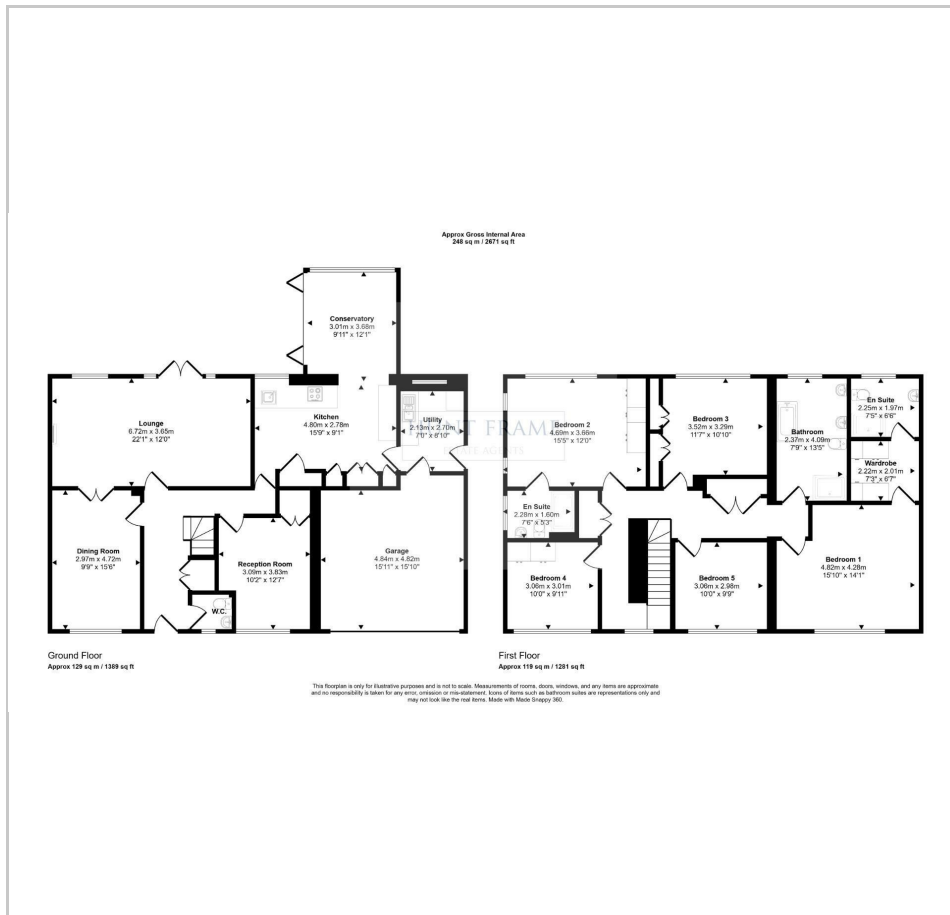 Approx Gross Internal Area
248 sq m / 2671 sq ft
Conservatory
3.01m x 3.68m
9'11" x 12'1"
Lounge
6.72m x 3.65m
22'1" x 12'0"
Kitchen
4.80m x 2.78m
15'9" x 9'1"
Utility
2.13m x 2.70m
7'0" x 8'10"
Dining Room
2.97m x 4.72m
9'9" x 15'6"
Reception Room
3.09m x 3.83m
10'2" x 12'7"
W.C.
Garage
4.84m x 4.82m
15'11" x 15'10"
Bedroom 2
4.69m x 3.66m
15'5" x 12'0"
Bedroom 3
3.52m x 3.29m
11'7" x 10'10"
Bathroom
2.37m x 4.09m
7'9" x 13'5"
En Suite
2.25m x 1.97m
7'5" x 6'6"
Wardrobe
2.22m x 2.01m
7'3" x 6'7"
En Suite
2.28m x 1.60m
7'6" x 5'3"
Bedroom 4
3.06m x 3.01m
10'0" x 9'11"
Bedroom 5
3.06m x 2.98m
10'0" x 9'9"
Bedroom 1
4.82m x 4.28m
15'10" x 14'1"
FRAME
ESTATE AGENTS
Ground Floor
Approx 129 sq m / 1389 sq ft
First Floor
Approx 119 sq m / 1281 sq ft
This floorplan is only for illustrative purposes and is not to scale. Measurements of rooms, doors, windows, and any items are approximate
and no responsibility is taken for any error, omission or mis-statement. Icons of items such as bathroom suites are representations only and
may not look like the real items. Made with Made Snappy 360.